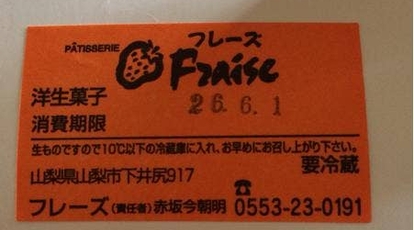 フレーズ
PÂTISSERIE Fraise
洋生菓子
26.6.1
消費期限
生ものですので10℃以下の冷蔵庫に入れ、お早めにお召し上がり下さい。
要冷蔵
山梨県山梨市下井尻917
フレーズ(責任者)赤坂今朝明 ☎0553-23-0191